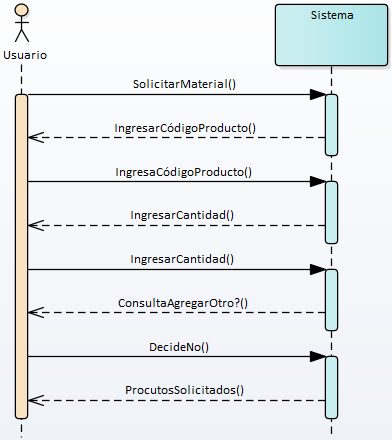 Sistema
Usuario
SolicitarMaterial()
IngresarCódigoProducto()
IngresaCódigoProducto()
IngresarCantidad()
IngresarCantidad()
ConsultaAgregarOtro?()
DecideNo()
ProcutosSolicitados()